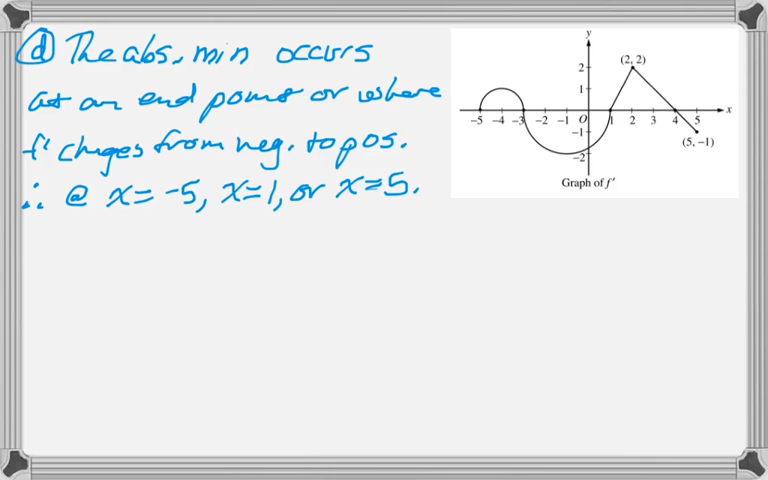 ⓓ The abs. min occurs
at an end point or where
f' chnges from neg. to pos.
∴ @ x = -5, x=1, or x=5.
y
(2, 2)
2
1
-5 -4 -3 -2 -1 O 1 2 3 4 5 x
-1
-2
(5, -1)
Graph of f'